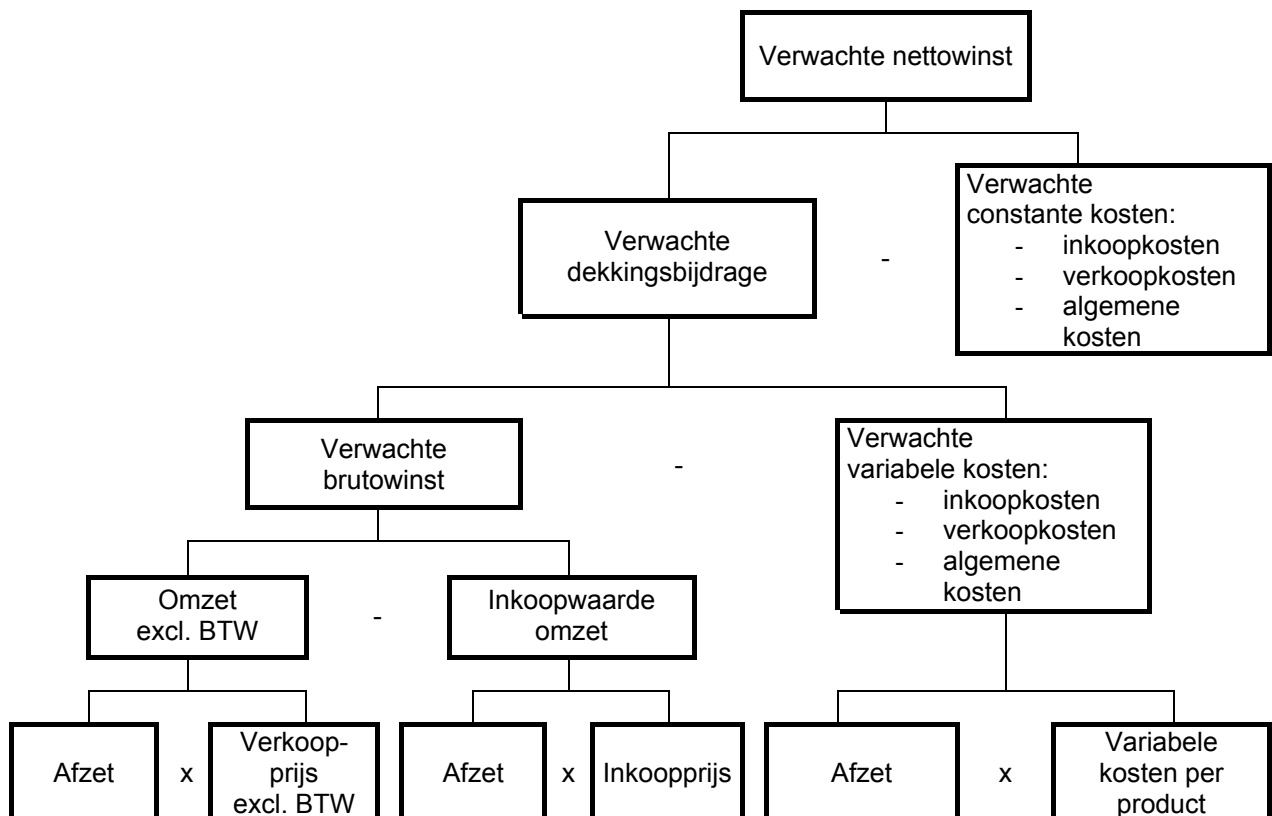 Verwachte nettowinst
Verwachte
dekkingsbijdrage
-
Verwachte
constante kosten:
- inkoopkosten
- verkoopkosten
- algemene
kosten
Verwachte
brutowinst
-
Verwachte
variabele kosten:
- inkoopkosten
- verkoopkosten
- algemene
kosten
Omzet
excl. BTW
-
Inkoopwaarde
omzet
Afzet
x
Verkoop-
prijs
excl. BTW
Afzet
x
Inkoopprijs
Afzet
x
Variabele
kosten per
product